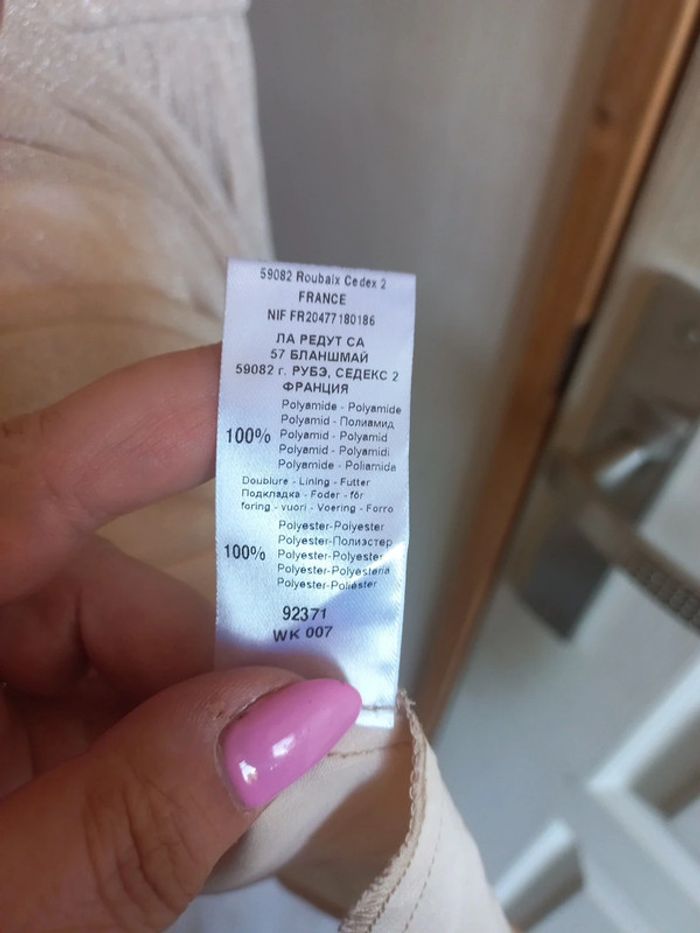 59082 Roubaix Cedex 2
FRANCE
NIF FR20477180186
ЛА РЕДУТ СА
57 БЛАНШМАЙ
59082 г. РУБЭ, СЕДЕКС 2
ФРАНЦИЯ
Polyamide - Polyamide
Polyamid - Полиамид
100% Polyamid - Polyamid
Polyamid - Polyamidi
Polyamide - Poliamida
Doublure - Lining - Futter
Подкладка - Foder - fôr
foring - vuori - Voering - Forro
Polyester-Polyester
Polyester-Полиэстер
100% Polyester-Polyester
Polyester-Polyesteria
Polyester-Poliéster
92371
WK 007